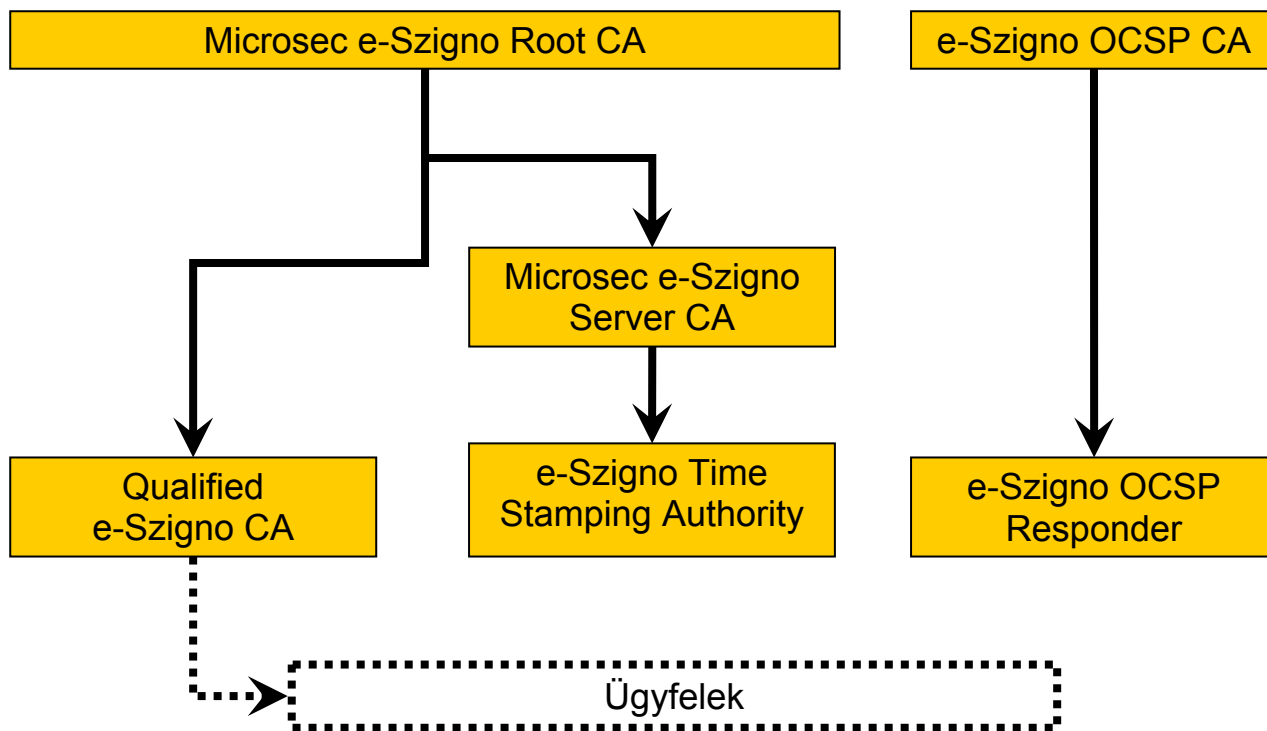 Microsec e-Szigno Root CA
e-Szigno OCSP CA
Microsec e-Szigno
Server CA
Qualified
e-Szigno CA
e-Szigno Time
Stamping Authority
e-Szigno OCSP
Responder
Ügyfelek